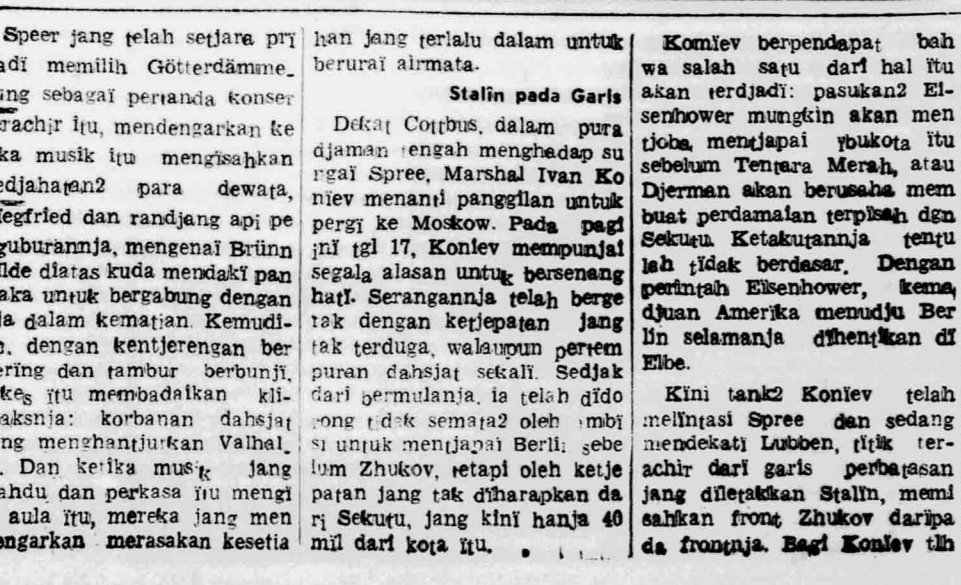 Speer jang telah setjara pri
adi memilih Götterdämme-
ung sebagai pertanda konser
erachir itu, mendengarkan ke
ka musik itu mengisahkan
edjahatan2 para dewata,
iegfried dan randjang api pe
guburannja, mengenai Brünn
ilde diatas kuda mendaki pan
aka untuk bergabung dengan
ja dalam kematian. Kemudi-
n, dengan kentjerengan ber
ering dan tambur berbunji,
kes itu membadaikan kli-
aksnja: korbanan dahsjat
ng menghantjurkan Valhal.
. Dan ketika musik jang
ahdu dan perkasa itu mengi
aula itu, mereka jang men
engarkan merasakan kesetia
han jang terlalu dalam untuk
berurai airmata.
Stalin pada Garis
Dekat Cottbus, dalam pura
djaman tengah menghadap su
rgai Spree, Marshal Ivan Ko
niev menanti panggilan untuk
pergi ke Moskow. Pada pagi
ini tgl 17, Koniev mempunjai
segala alasan untuk bersenang
hati. Serangannja telah berge
rak dengan ketjepatan jang
tak terduga, walaupun pertem
puran dahsjat sekali. Sedjak
dari permulanja, ia telah dido
rong tidak semata2 oleh ambi
si untuk mentjapai Berlin sebe
lum Zhukov, tetapi oleh ketje
patan jang tak diharapkan da
ri Sekutu, jang kini hanja 40
mil dari kota itu.
Komiev berpendapat bah
wa salah satu dari hal itu
akan terdjadi: pasukan2 Ei-
senhower mungkin akan men
tjoba mentjapai ybukota itu
sebelum Tentara Merah, atau
Djerman akan berusaha mem
buat perdamaian terpisah dgn
Sekutu. Ketakutannja tentu
lah tidak berdasar. Dengan
perintah Eisenhower, kema
djuan Amerika menudju Ber
lin selamanja dihentikan di
Elbe.
Kini tank2 Koniev telah
melintasi Spree dan sedang
mendekati Lubben, titik ter-
achir dari garis perbatasan
jang diletakkan Stalin, memi
sahkan front Zhukov daripa
da frontnja. Bagi Koniev tlh